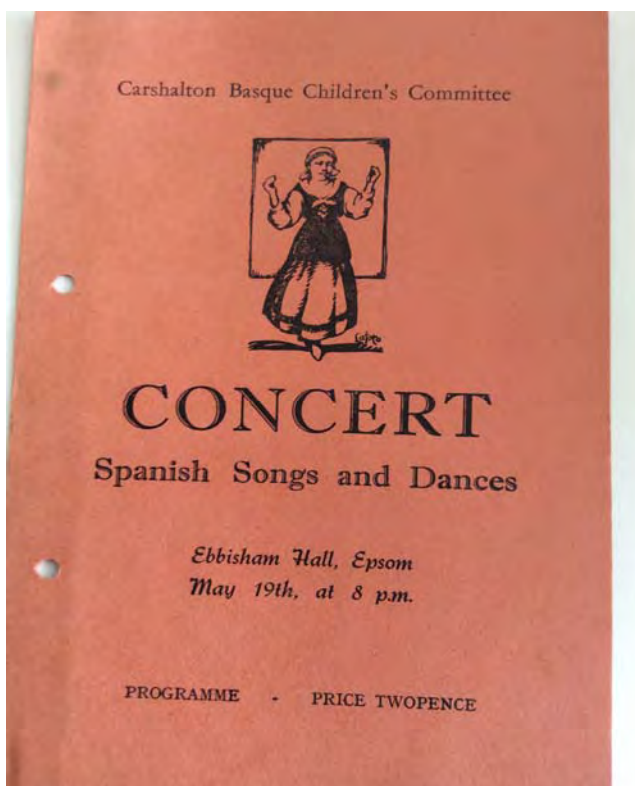 Carshalton Basque Children's Committee
CONCERT
Spanish Songs and Dances
Ebbisham Hall, Epsom
May 19th, at 8 p.m.
PROGRAMME - PRICE TWOPENCE